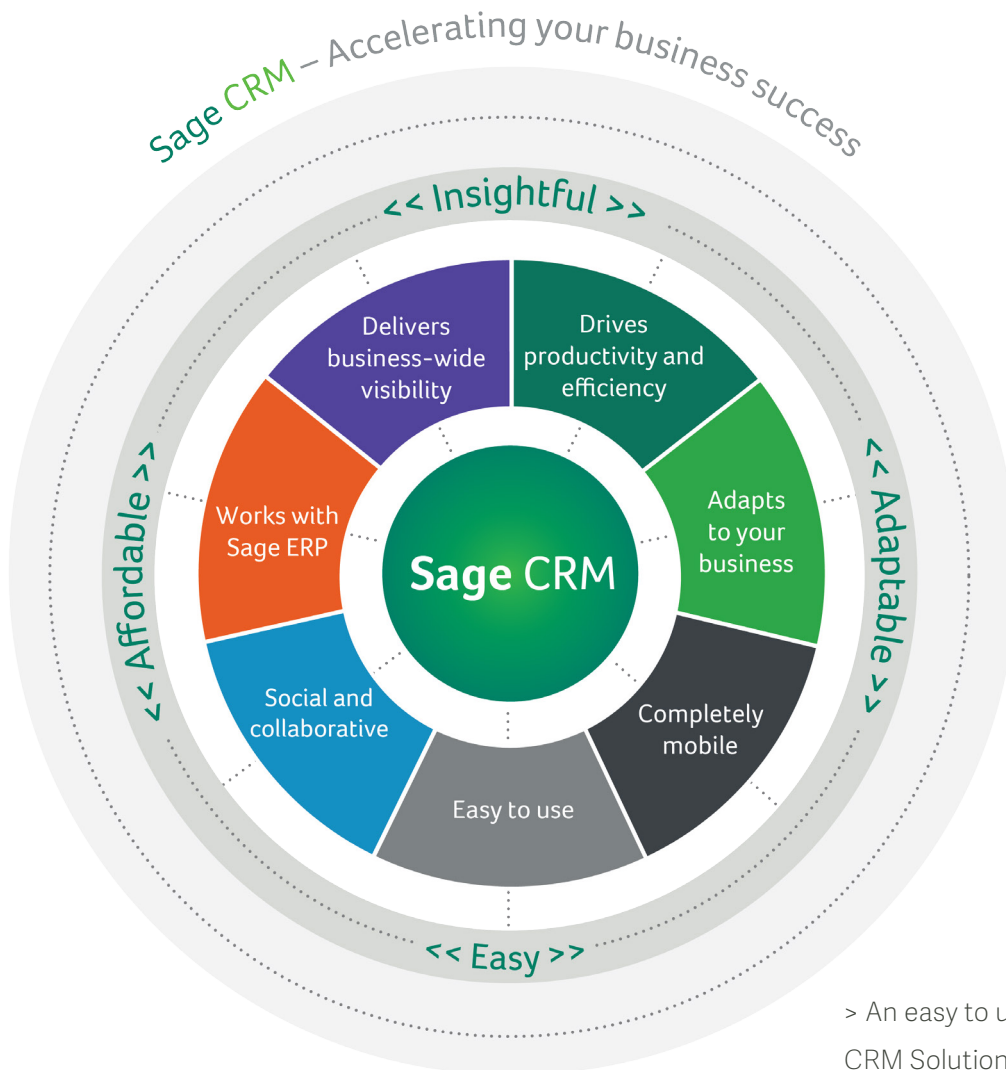 Sage CRM – Accelerating your business success
<< Insightful >>
Delivers
business-wide
visibility
Drives
productivity and
efficiency
<< Affordable >>
Works with
Sage ERP
Sage CRM
Adapts
to your
business
<< Adaptable >>
Social and
collaborative
Completely
mobile
Easy to use
<< Easy >>
> An easy to
CRM Solution